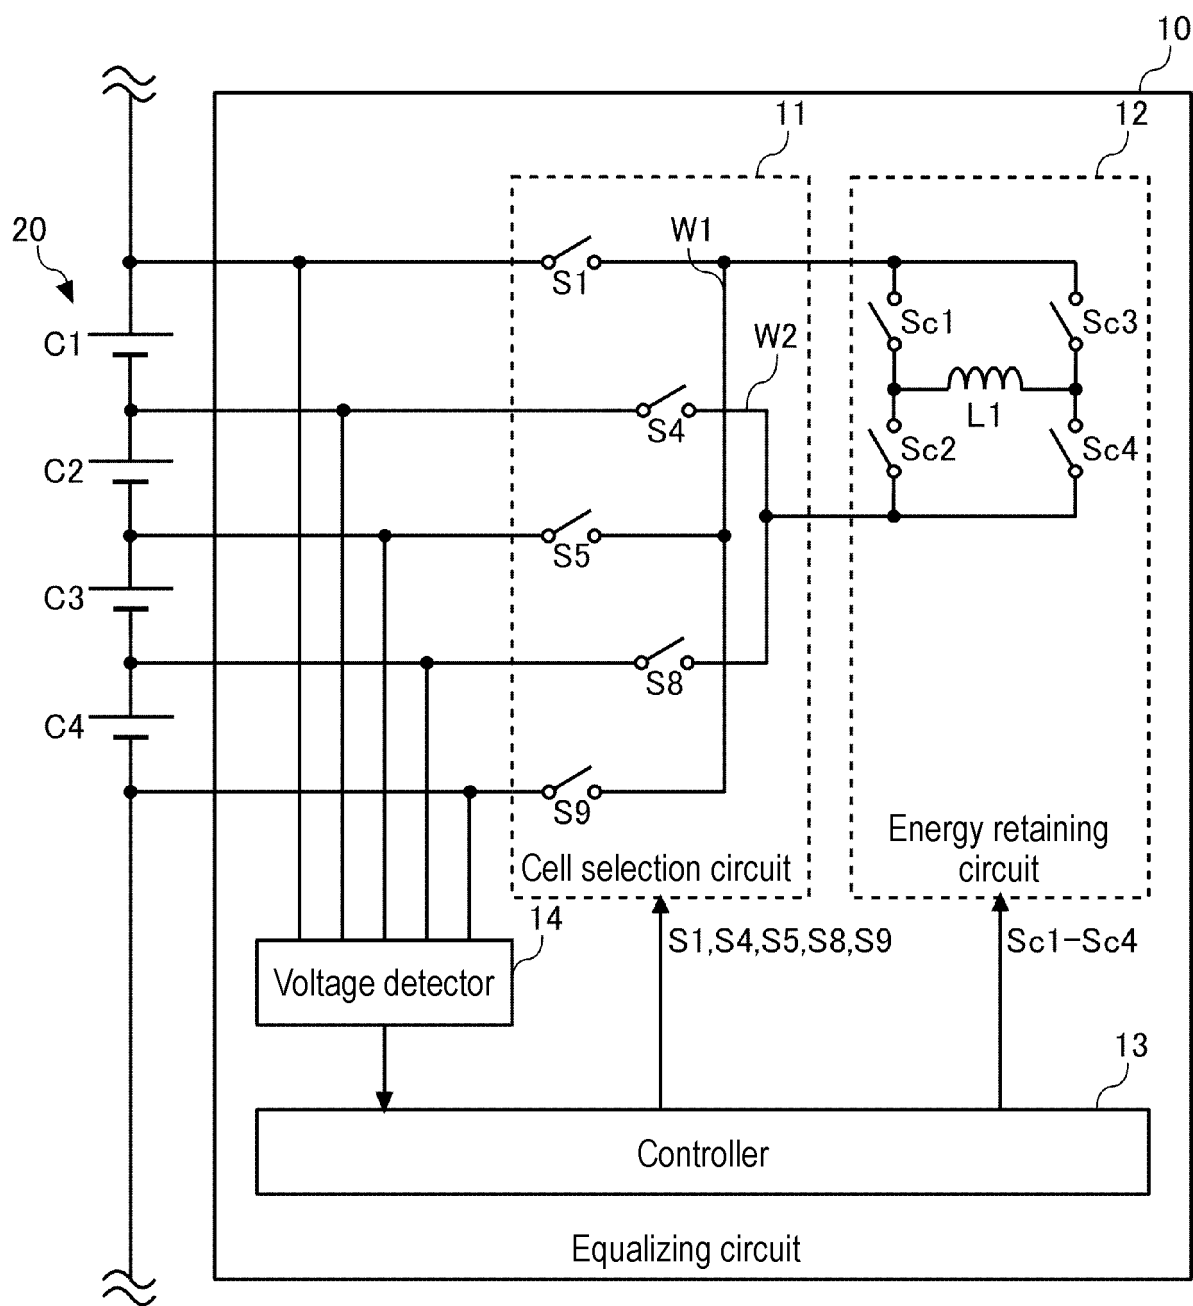 10
11
12
20
W1
S1
Sc1
Sc3
C1
W2
L1
S4
Sc2
Sc4
C2
S5
C3
S8
C4
S9
Energy retaining
circuit
Cell selection circuit
14
S1,S4,S5,S8,S9
Sc1-Sc4
Voltage detector
13
Controller
Equalizing circuit